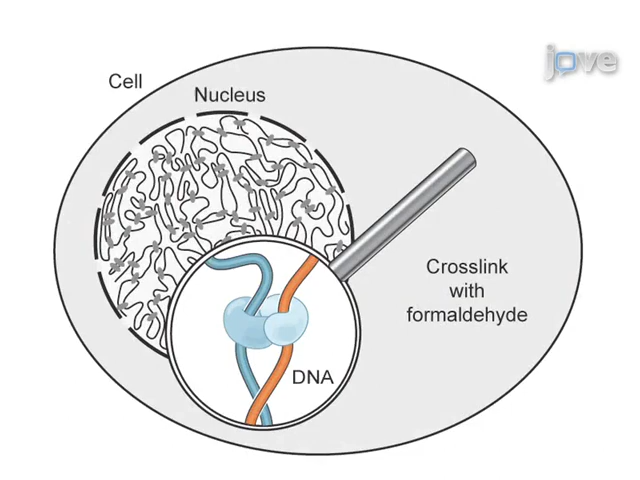 jove
Cell
Nucleus
Crosslink
with
formaldehyde
DNA